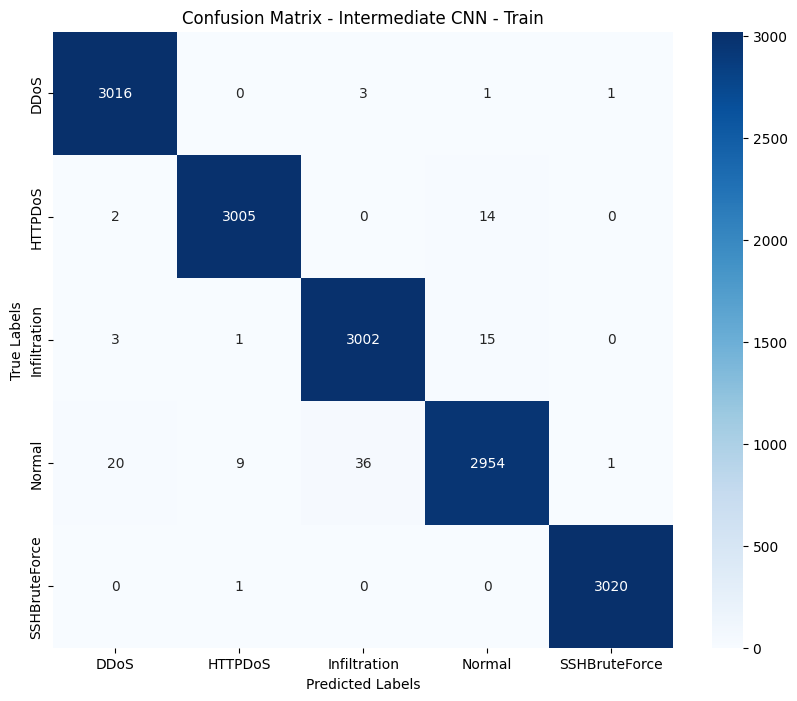 Confusion Matrix - Intermediate CNN - Train
True Labels
DDoS 3016 0 3 1 1
HTTPDoS 2 3005 0 14 0
Infiltration 3 1 3002 15 0
Normal 20 9 36 2954 1
SSHBruteForce 0 1 0 0 3020
DDoS HTTPDoS Infiltration Normal SSHBruteForce
Predicted Labels
3000
2500
2000
1500
1000
500
0